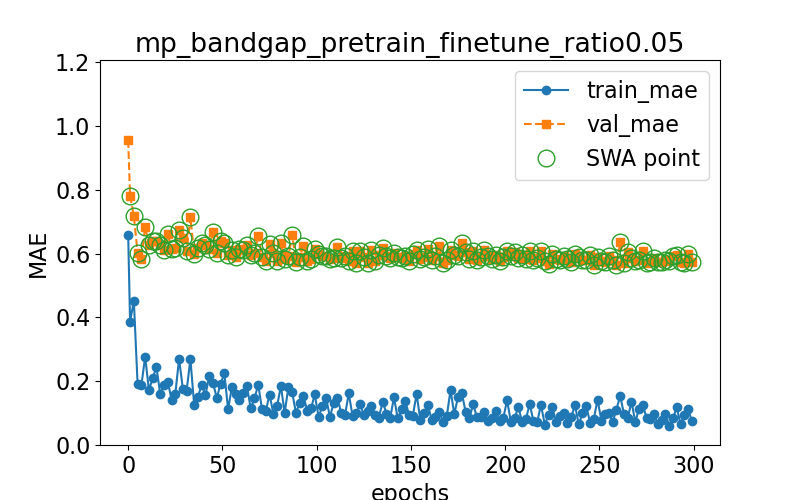 mp_bandgap_pretrain_finetune_ratio0.05
MAE
1.2
1.0
0.8
0.6
0.4
0.2
0.0
train_mae
val_mae
SWA point
0 50 100 150 200 250 300
epochs